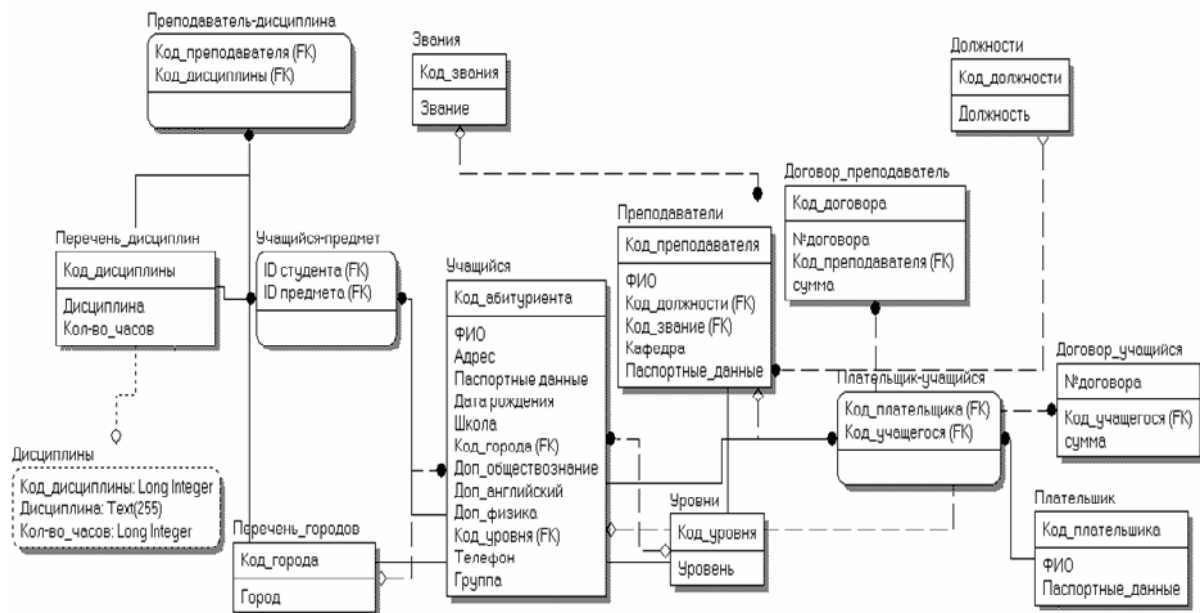 Преподаватель-дисциплина
Код_преподавателя (FK)
Код_дисциплины (FK)
Звания
Код_звания
Звание
Должности
Код_должности
Должность
Договор_преподаватель
Код_договора
№договора
Код_преподавателя (FK)
сумма
Преподаватели
Код_преподавателя
ФИО
Код_должности (FK)
Код_звание (FK)
Кафедра
Паспортные_данные
Перечень_дисциплин
Код_дисциплины
Дисциплина
Кол-во_часов
Учащийся-предмет
ID студента (FK)
ID предмета (FK)
Учащийся
Код_абитуриента
ФИО
Адрес
Паспортные данные
Дата рождения
Школа
Код_города (FK)
Доп_обществознание
Доп_английский
Доп_физика
Код_уровня (FK)
Телефон
Группа
Договор_учащийся
№договора
Код_учащегося (FK)
сумма
Плательщик-учащийся
Код_плательщика (FK)
Код_учащегося (FK)
Дисциплины
Код_дисциплины: Long Integer
Дисциплина: Text(255)
Кол-во_часов: Long Integer
Перечень_городов
Код_города
Город
Уровни
Код_уровня
Уровень
Плательшик
Код_плательшика
ФИО
Паспортные_данные